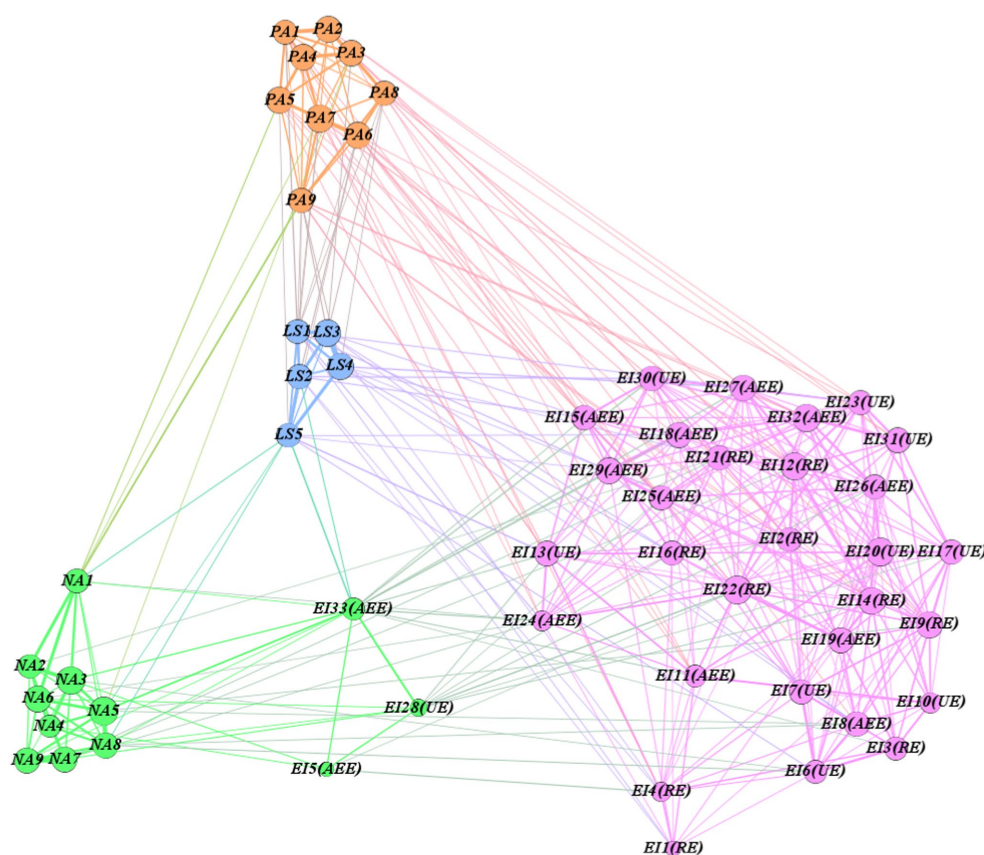 PA1
PA2
PA4
PA3
PA5
PA8
PA7
PA6
PA9
LS1
LS3
LS2
LS4
LS5
EI30(UE)
EI27(AEE)
EI23(UE)
EI15(AEE)
EI32(AEE)
EI18(AEE)
EI31(UE)
EI21(RE)
EI12(RE)
EI29(AEE)
EI26(AEE)
EI25(AEE)
EI2(RE)
EI13(UE)
EI16(RE)
EI20(UE)
EI17(UE)
NA1
EI22(RE)
EI14(RE)
EI33(AEE)
EI24(AEE)
EI9(RE)
EI19(AEE)
NA2
NA3
EI11(AEE)
NA6
EI7(UE)
EI10(UE)
NA5
EI28(UE)
NA4
EI8(AEE)
NA8
EI3(RE)
NA9
NA7
EI5(AEE)
EI6(UE)
EI4(RE)
EI1(RE)